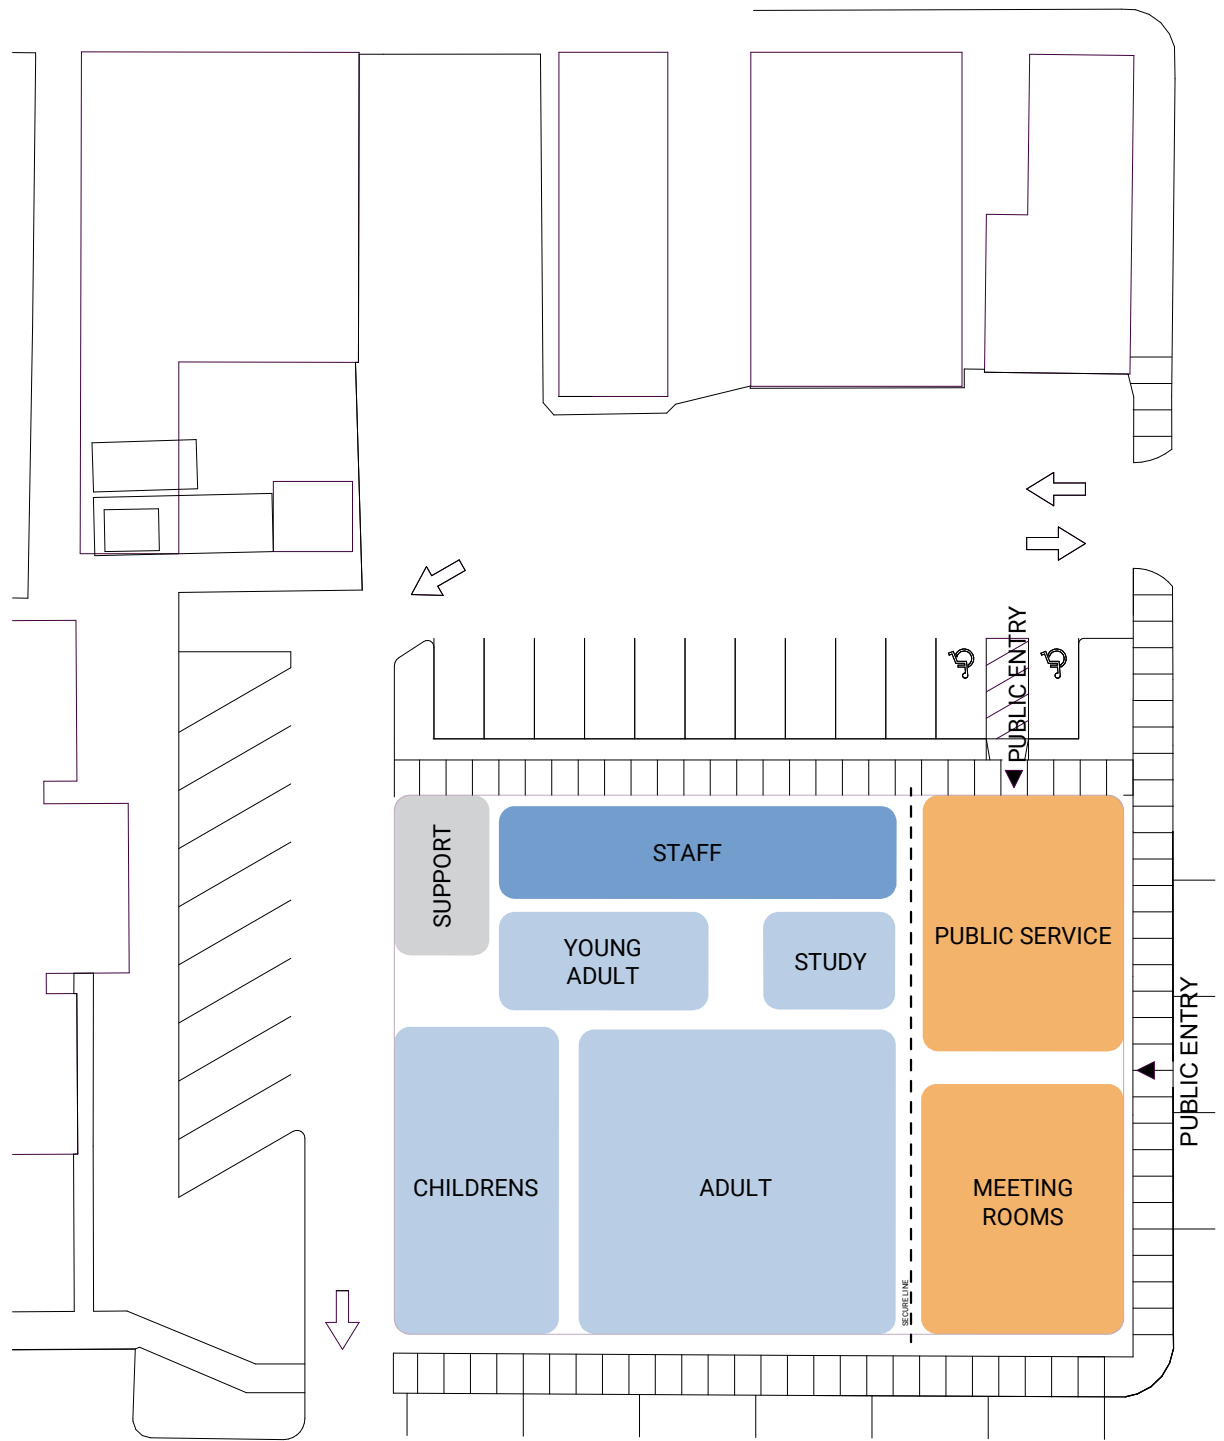 PUBLIC ENTRY
SUPPORT
STAFF
YOUNG
ADULT
STUDY
PUBLIC SERVICE
PUBLIC ENTRY
CHILDRENS
ADULT
MEETING
ROOMS
SECURE LINE